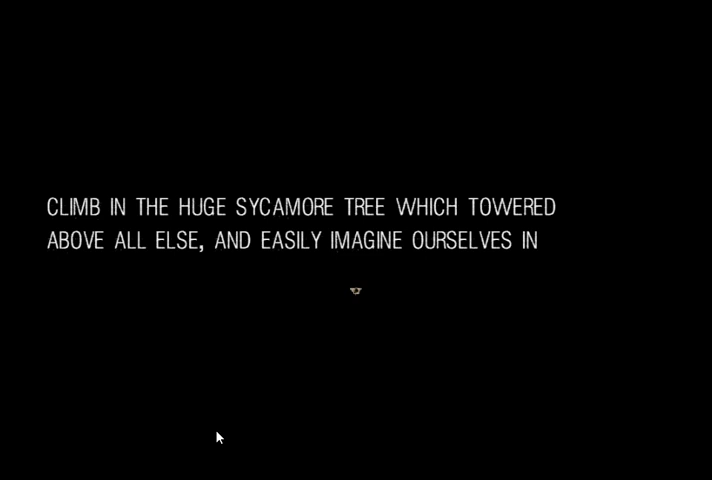 CLIMB IN THE HUGE SYCAMORE TREE WHICH TOWERED
ABOVE ALL ELSE, AND EASILY IMAGINE OURSELVES IN